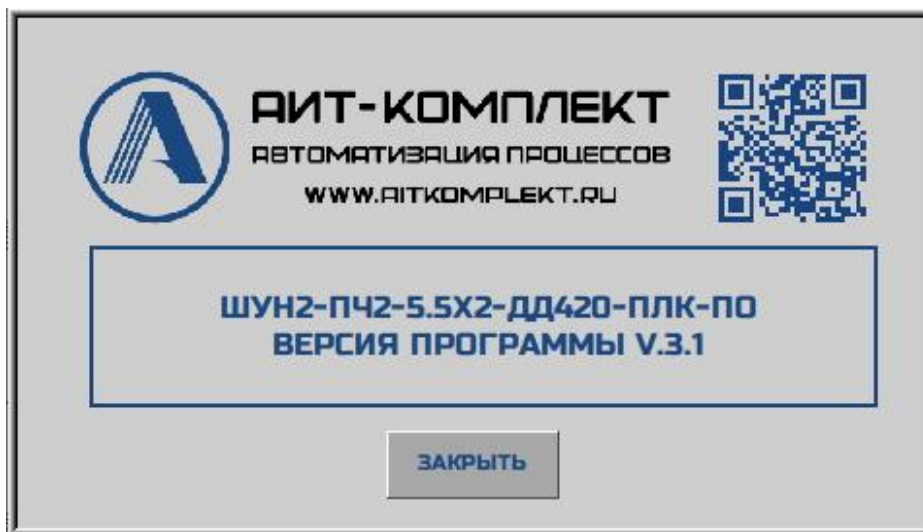 АИТ-КОМПЛЕКТ
АВТОМАТИЗАЦИЯ ПРОЦЕССОВ
WWW.AITKOMPLEKT.RU
ШУН2-ПЧ2-5.5Х2-ДД420-ПЛК-ПО
ВЕРСИЯ ПРОГРАММЫ V.3.1
ЗАКРЫТЬ